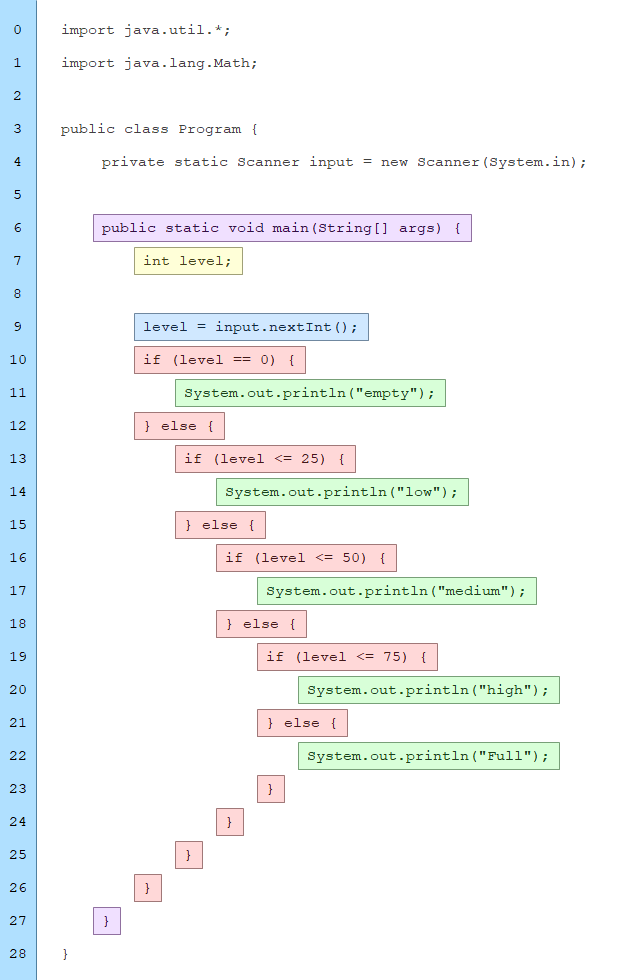 0 import java.util.*;
1 import java.lang.Math;
2
3 public class Program {
4 private static Scanner input = new Scanner(System.in);
5
6 public static void main(String[] args) {
7 int level;
8
9 level = input.nextInt();
10 if (level == 0) {
11 System.out.println("empty");
12 } else {
13 if (level <= 25) {
14 System.out.println("low");
15 } else {
16 if (level <= 50) {
17 System.out.println("medium");
18 } else {
19 if (level <= 75) {
20 System.out.println("high");
21 } else {
22 System.out.println("Full");
23 }
24 }
25 }
26 }
27 }
28 }